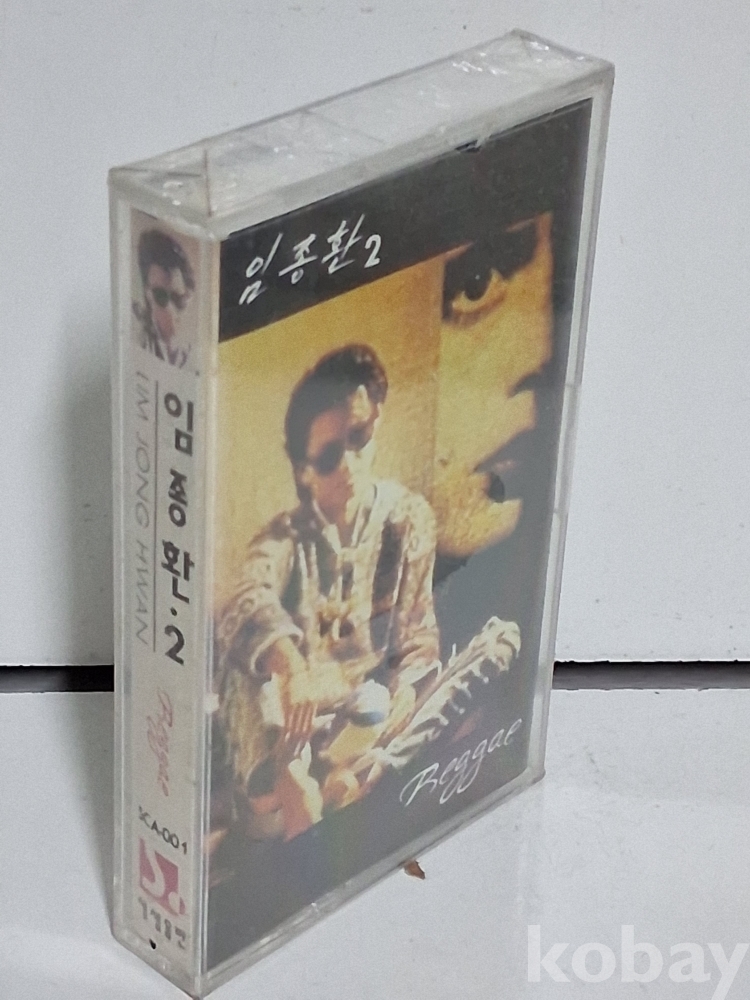 임종환2
Reggae
임종환·2
LIM JONG HWAN
Reggae
SCA-001
kobay